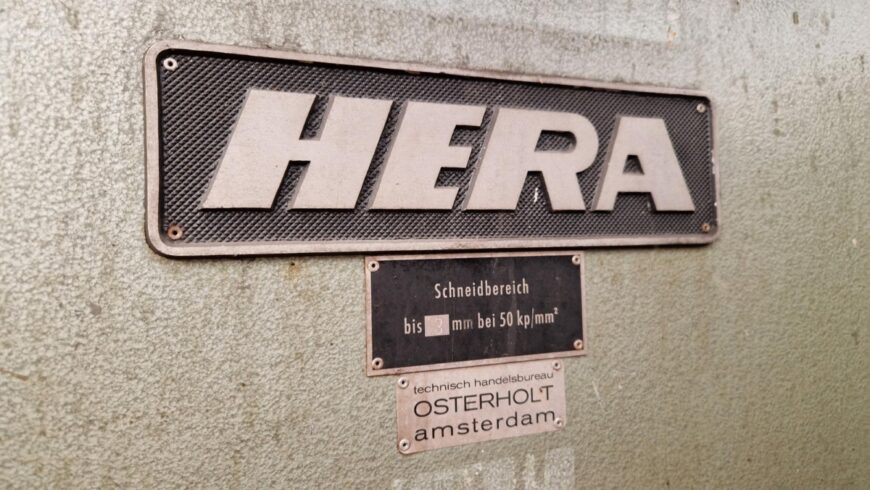 HERA
Schneidbereich
bis 3 mm bei 50 kp/mm²
technisch handelsbureau
OSTERHOLT
amsterdam